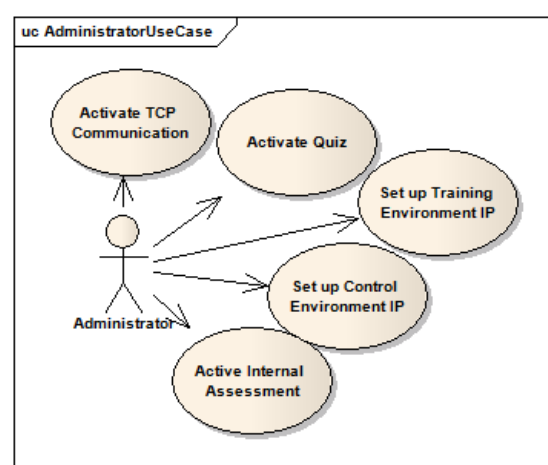 uc AdministratorUseCase
Activate TCP
Communication
Activate Quiz
Set up Training
Environment IP
Set up Control
Environment IP
Administrator
Active Internal
Assessment